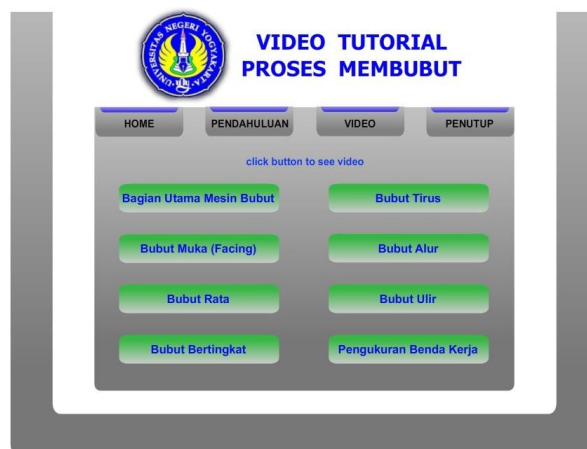 UNIVERSITAS NEGERI YOGYAKARTA
VIDEO TUTORIAL
PROSES MEMBUBUT
HOME
PENDAHULUAN
VIDEO
PENUTUP
click button to see video
Bagian Utama Mesin Bubut
Bubut Tirus
Bubut Muka (Facing)
Bubut Alur
Bubut Rata
Bubut Ulir
Bubut Bertingkat
Pengukuran Benda Kerja